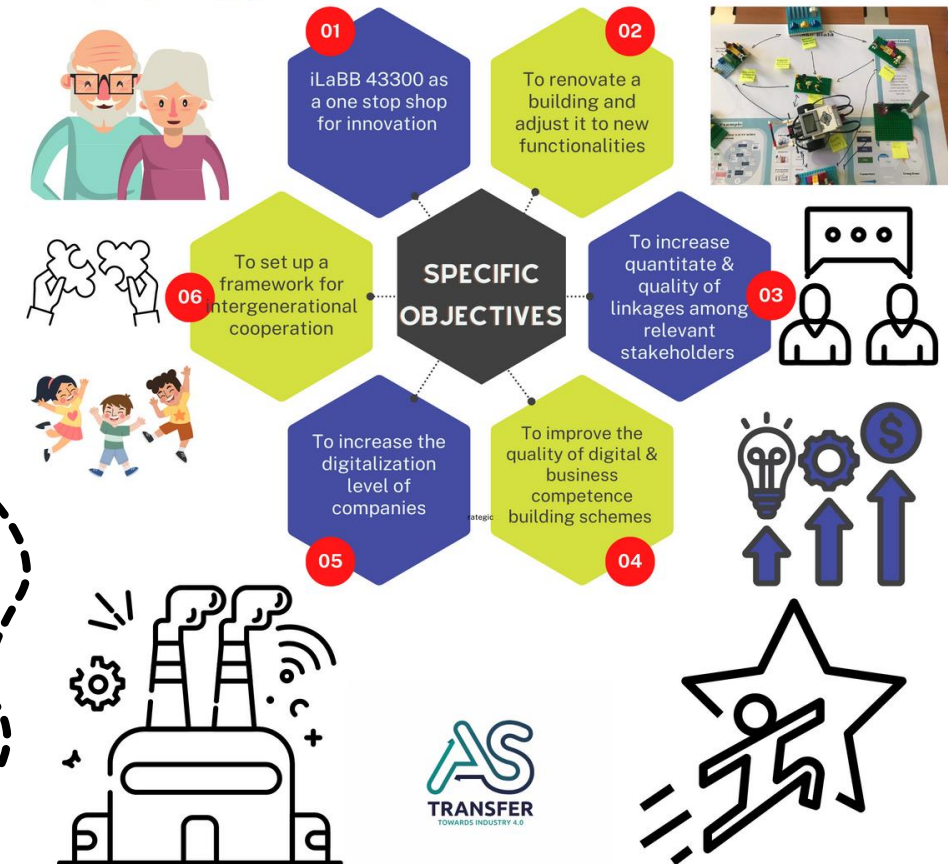 01
iLaBB 43300 as
a one stop shop
for innovation
02
To renovate a
building and
adjust it to new
functionalities
SPECIFIC
OBJECTIVES
To increase
quantitate &
quality of
linkages among
relevant
stakeholders
03
To improve the
quality of digital &
business
competence
building schemes
04
To increase the
digitalization
level of
companies
05
To set up a
framework for
intergenerational
cooperation
06
rategic
$
AS
TRANSFER
TOWARDS INDUSTRY 4.0